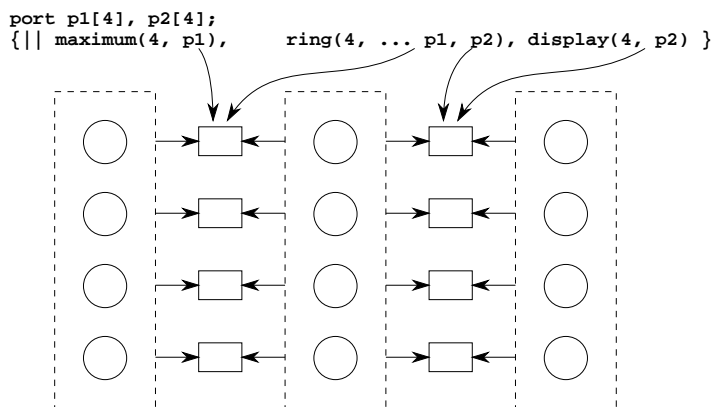 port p1[4], p2[4];
{|| maximum(4, p1), ring(4, ... p1, p2), display(4, p2) }